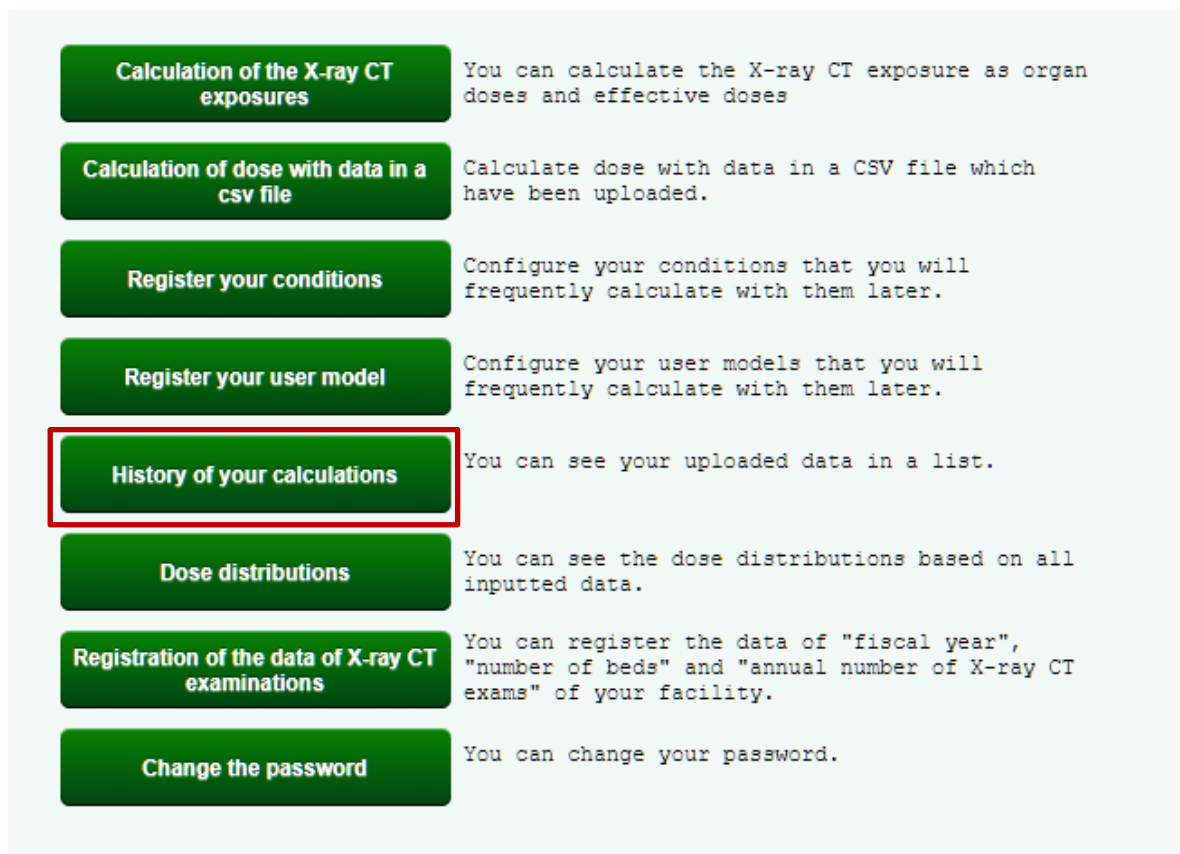 Calculation of the X-ray CT
exposures
You can calculate the X-ray CT exposure as organ
doses and effective doses
Calculation of dose with data in a
csv file
Calculate dose with data in a CSV file which
have been uploaded.
Register your conditions
Configure your conditions that you will
frequently calculate with them later.
Register your user model
Configure your user models that you will
frequently calculate with them later.
History of your calculations
You can see your uploaded data in a list.
Dose distributions
You can see the dose distributions based on all
inputted data.
Registration of the data of X-ray CT
examinations
You can register the data of "fiscal year",
"number of beds" and "annual number of X-ray CT
exams" of your facility.
Change the password
You can change your password.